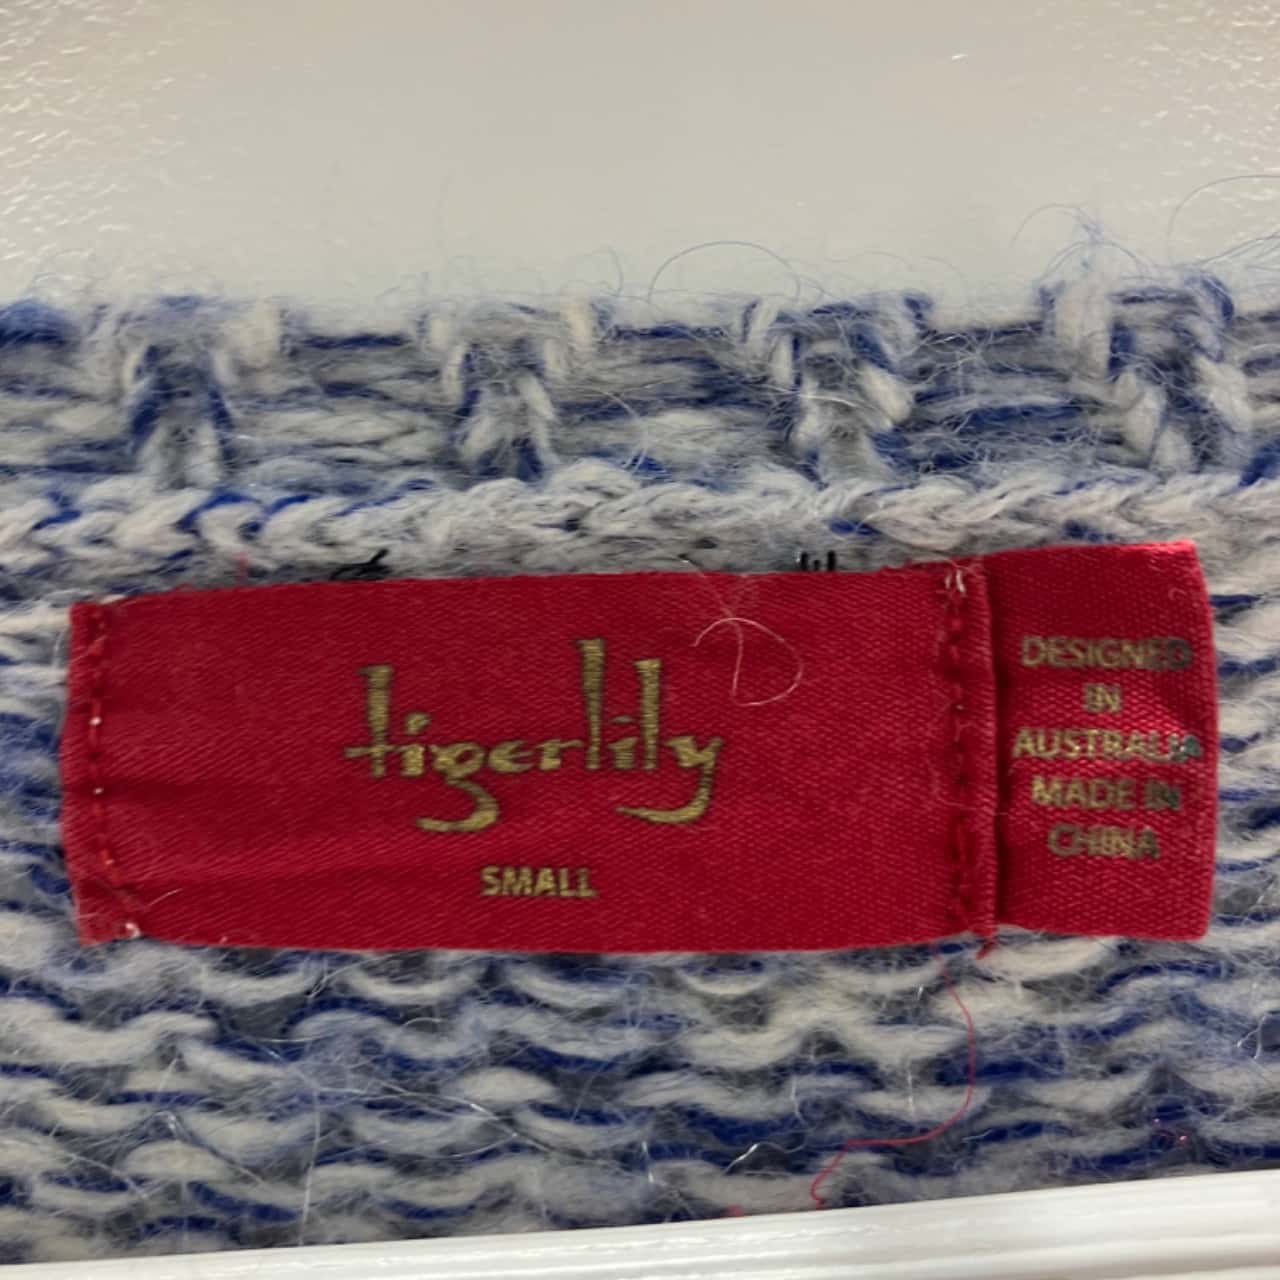 tigerlily
SMALL
DESIGNED
IN
AUSTRALIA
MADE IN
CHINA